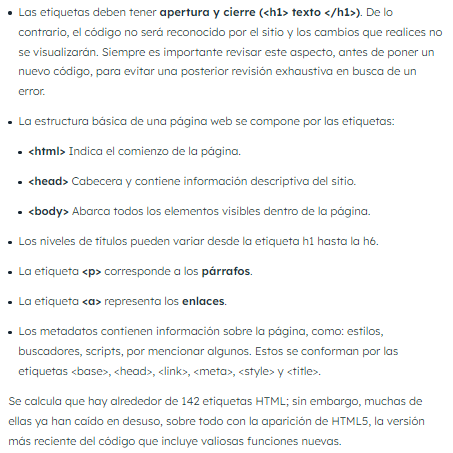 Las etiquetas deben tener apertura y cierre (<h1> texto </h1>). De lo
contrario, el código no será reconocido por el sitio y los cambios que realices no
se visualizarán. Siempre es importante revisar este aspecto, antes de poner un
nuevo código, para evitar una posterior revisión exhaustiva en busca de un
error.
La estructura básica de una página web se compone por las etiquetas:
<html> Indica el comienzo de la página.
<head> Cabecera y contiene información descriptiva del sitio.
<body> Abarca todos los elementos visibles dentro de la página.
Los niveles de títulos pueden variar desde la etiqueta h1 hasta la h6.
La etiqueta <p> corresponde a los párrafos.
La etiqueta <a> representa los enlaces.
Los metadatos contienen información sobre la página, como: estilos,
buscadores, scripts, por mencionar algunos. Estos se conforman por las
etiquetas <base>, <head>, <link>, <meta>, <style> y <title>.
Se calcula que hay alrededor de 142 etiquetas HTML; sin embargo, muchas de
ellas ya han caído en desuso, sobre todo con la aparición de HTML5, la versión
más reciente del código que incluye valiosas funciones nuevas.